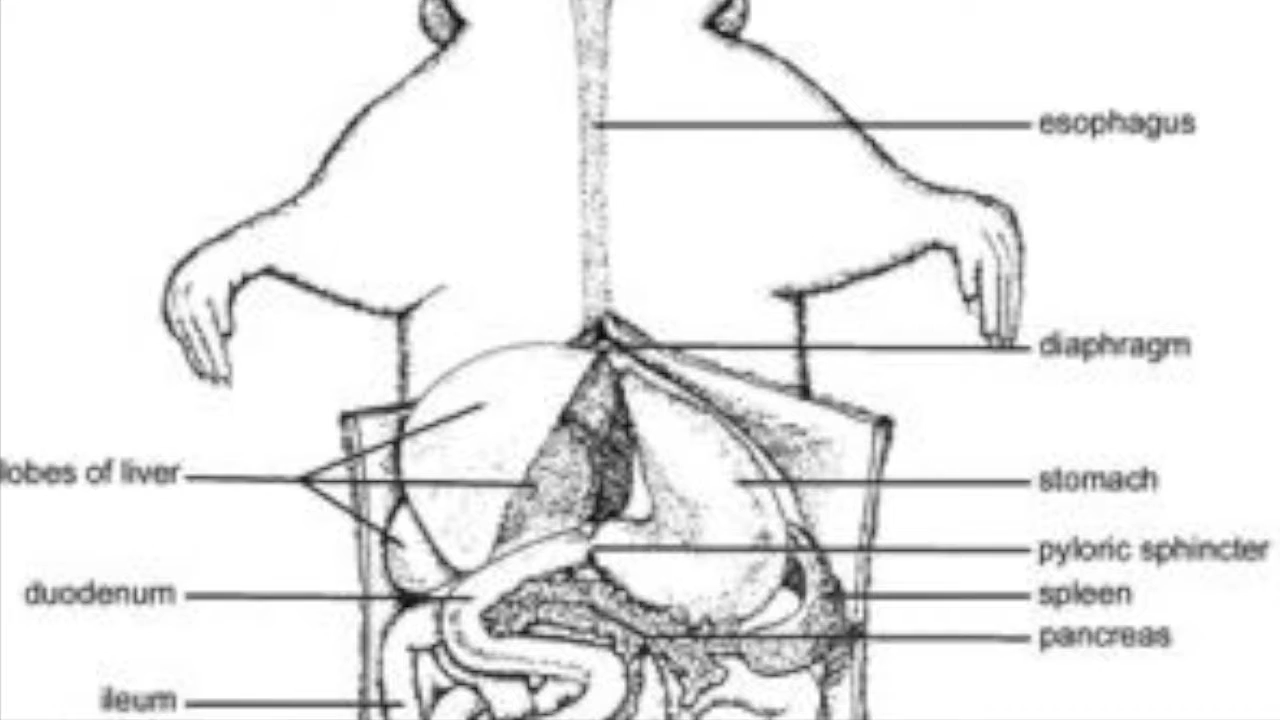 esophagus
diaphragm
lobes of liver
stomach
pyloric sphincter
duodenum
spleen
pancreas
ileum